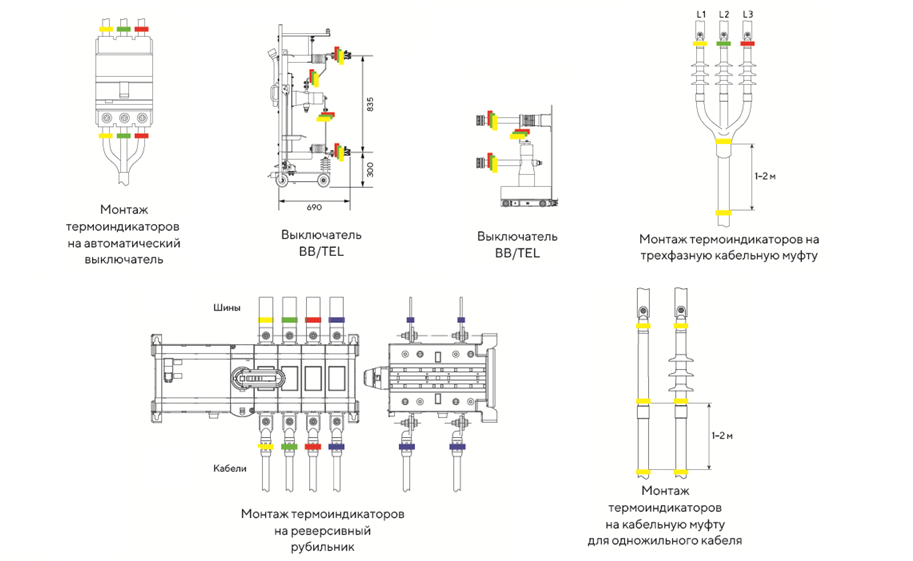 L1 L2 L3
835
300
690
1-2 м
Монтаж
термоиндикаторов
на автоматический
выключатель
Выключатель
BB/TEL
Выключатель
BB/TEL
Монтаж термоиндикаторов на
трехфазную кабельную муфту
Шины
Кабели
Монтаж термоиндикаторов
на реверсивный
рубильник
1-2 м
Монтаж
термоиндикаторов
на кабельную муфту
для одножильного кабеля